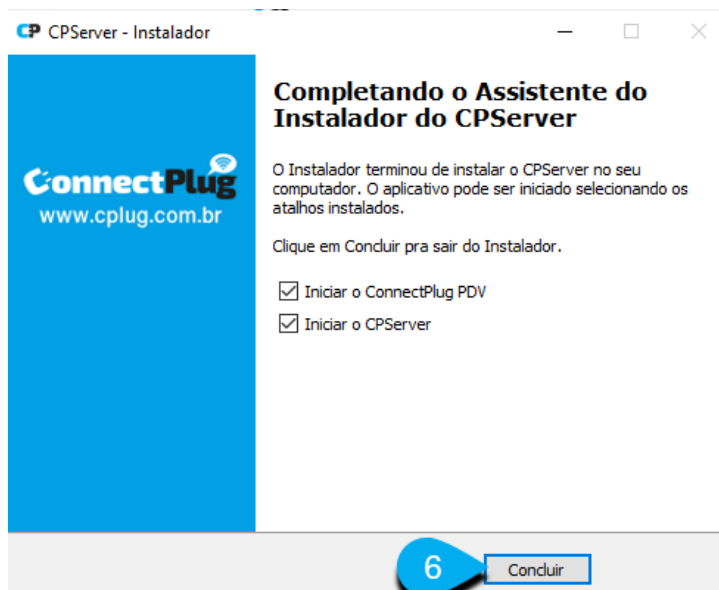 CP CPServer - Instalador
ConnectPlug
www.cplug.com.br
Completando o Assistente do
Instalador do CPServer
O Instalador terminou de instalar o CPServer no seu
computador. O aplicativo pode ser iniciado selecionando os
atalhos instalados.
Clique em Concluir pra sair do Instalador.
Iniciar o ConnectPlug PDV
Iniciar o CPServer
6
Concluir